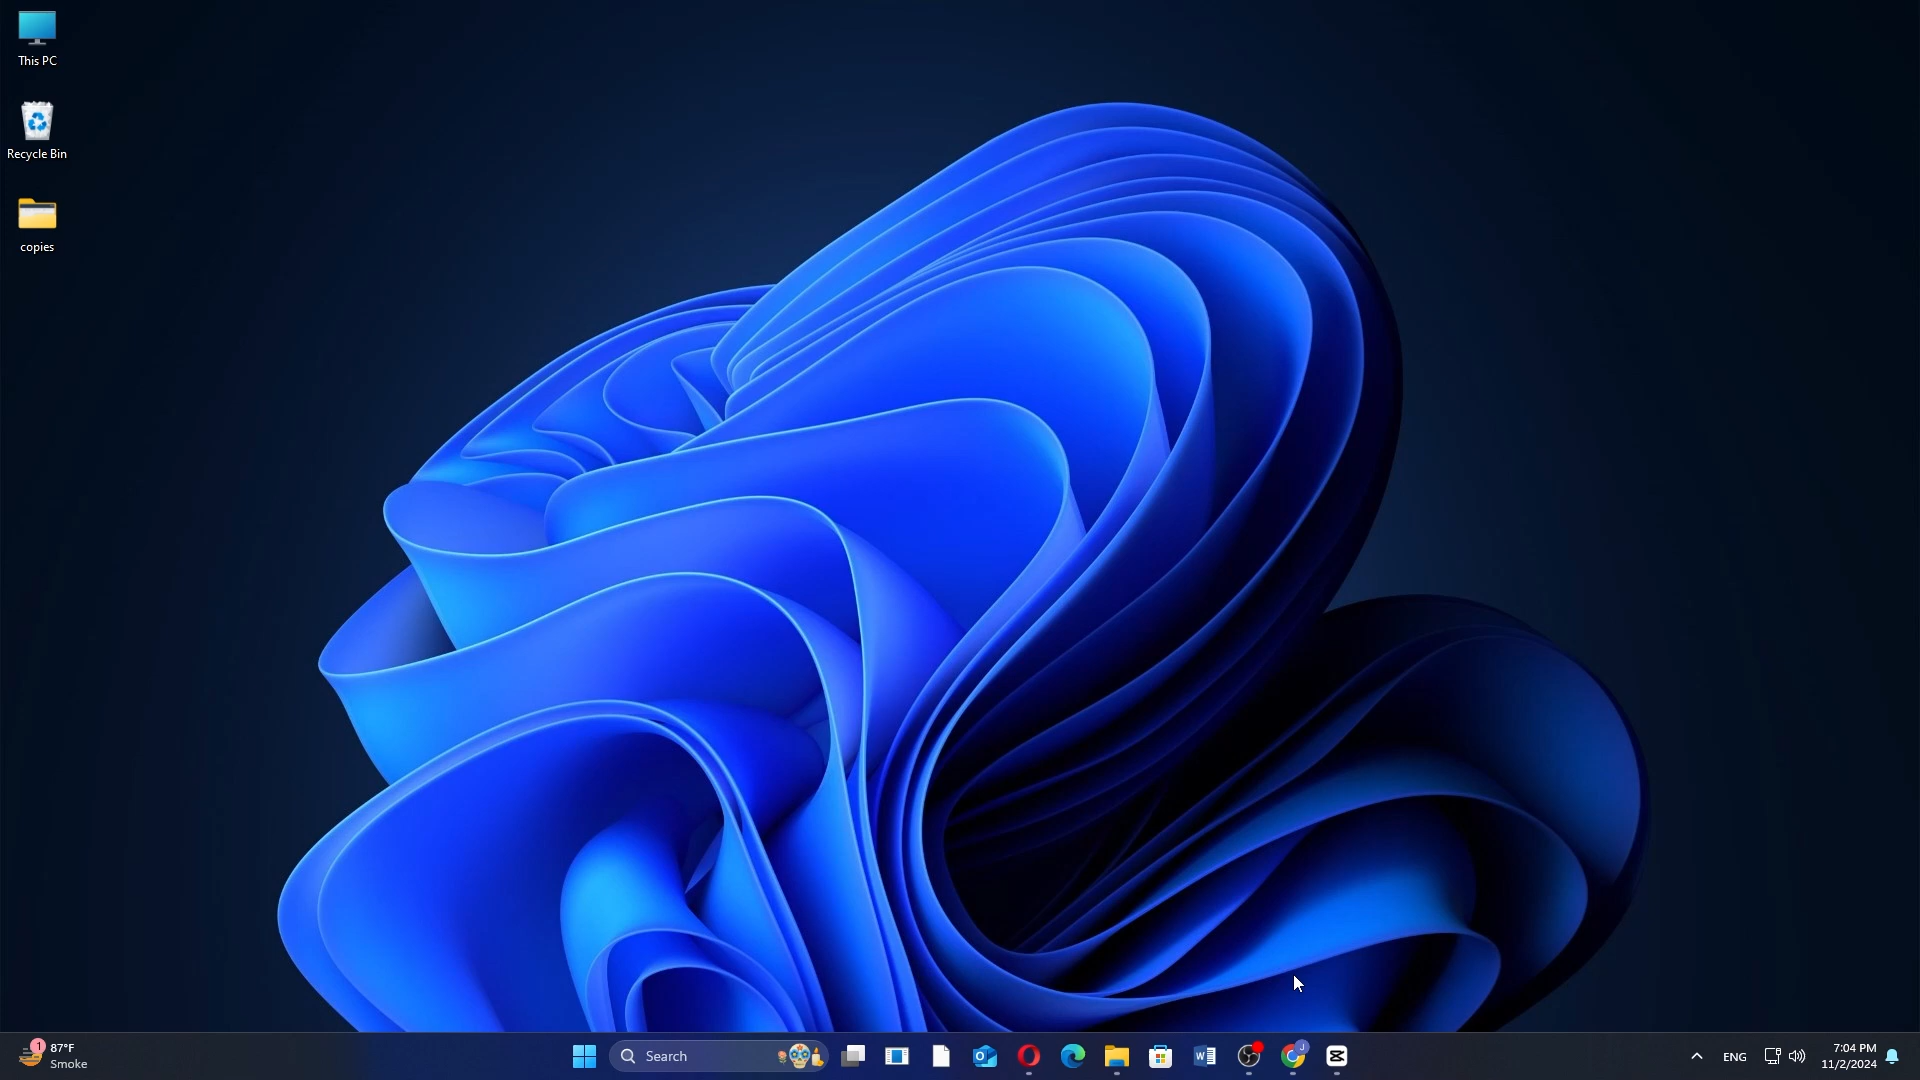 This PC
Recycle Bin
copies
1
87°F
Smoke
Search
J
ENG
7:04 PM
11/2/2024